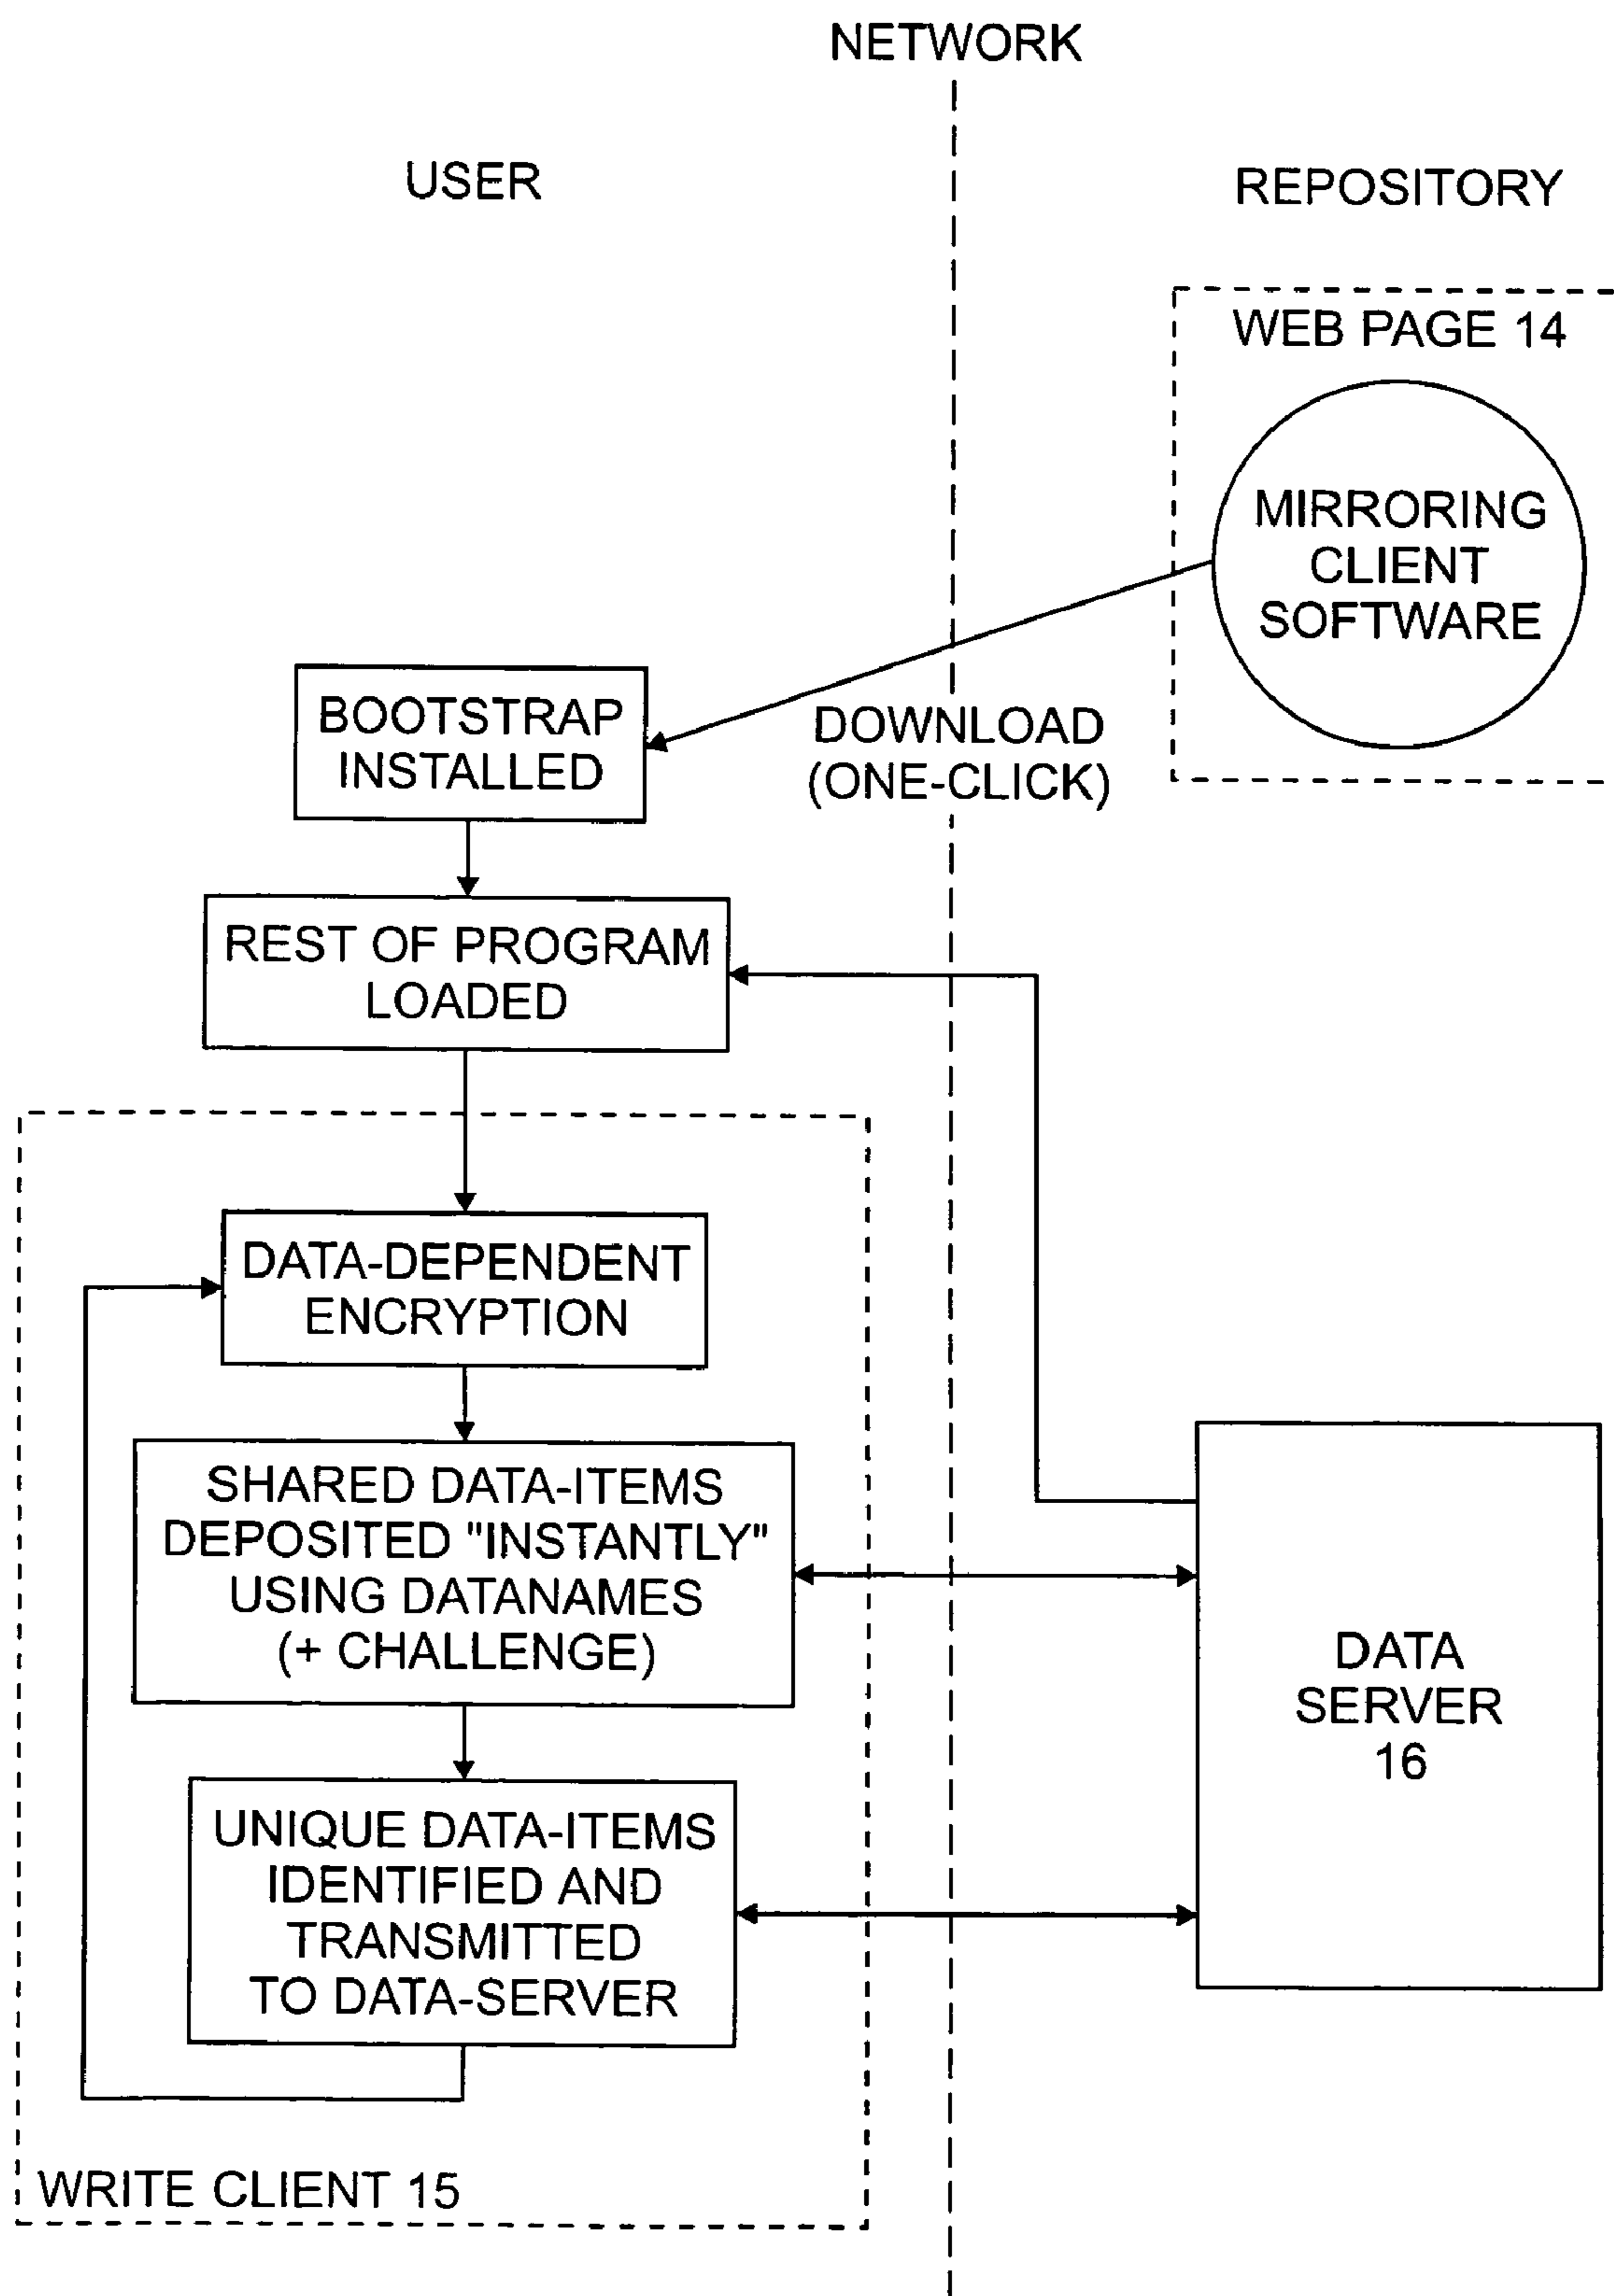 NETWORK
USER
REPOSITORY
WEB PAGE 14
MIRRORING
CLIENT
SOFTWARE
BOOTSTRAP
INSTALLED
DOWNLOAD
(ONE-CLICK)
REST OF PROGRAM
LOADED
DATA-DEPENDENT
ENCRYPTION
SHARED DATA-ITEMS
DEPOSITED "INSTANTLY"
USING DATANAMES
(+ CHALLENGE)
DATA
SERVER
16
UNIQUE DATA-ITEMS
IDENTIFIED AND
TRANSMITTED
TO DATA-SERVER
WRITE CLIENT 15